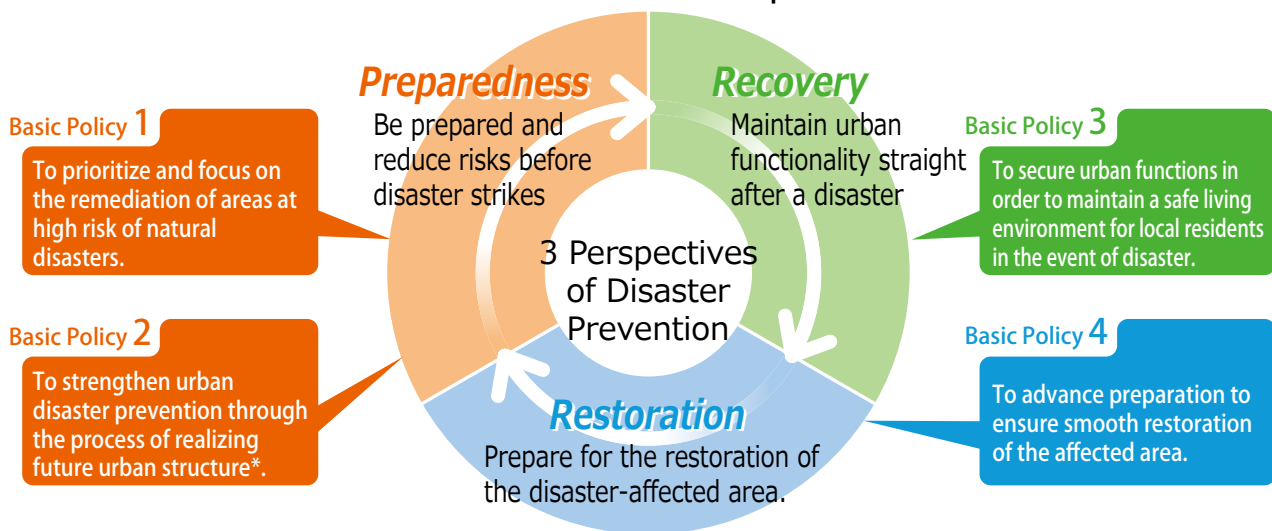 Preparedness
Be prepared and
reduce risks before
disaster strikes
Recovery
Maintain urban
functionality straight
after a disaster
Basic Policy 1
To prioritize and focus on
the remediation of areas at
high risk of natural
disasters.
Basic Policy 3
To secure urban functions in
order to maintain a safe living
environment for local residents
in the event of disaster.
3 Perspectives
of Disaster
Prevention
Basic Policy 2
To strengthen urban
disaster prevention through
the process of realizing
future urban structure*.
Basic Policy 4
To advance preparation to
ensure smooth restoration
of the affected area.
Restoration
Prepare for the restoration of
the disaster-affected area.